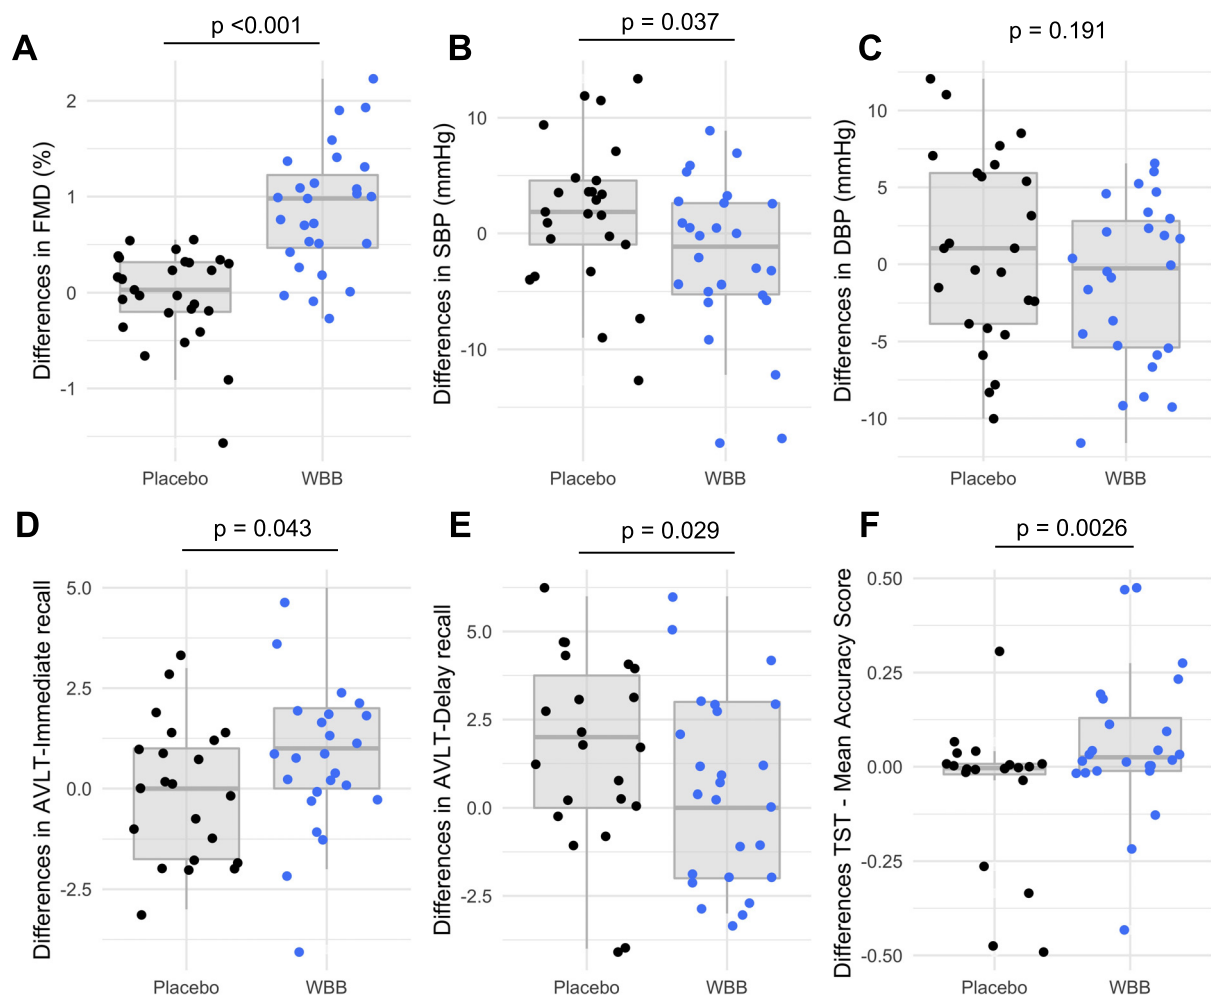 A
p <0.001
Differences in FMD (%)
2
1
0
-1
Placebo
WBB
B
p = 0.037
Differences in SBP (mmHg)
10
0
-10
Placebo
WBB
C
p = 0.191
Differences in DBP (mmHg)
10
5
0
-5
-10
Placebo
WBB
D
p = 0.043
Differences in AVLT-Immediate recall
5.0
2.5
0.0
-2.5
Placebo
WBB
E
p = 0.029
Differences in AVLT-Delay recall
5.0
2.5
0.0
-2.5
Placebo
WBB
F
p = 0.0026
Differences TST - Mean Accuracy Score
0.50
0.25
0.00
-0.25
-0.50
Placebo
WBB